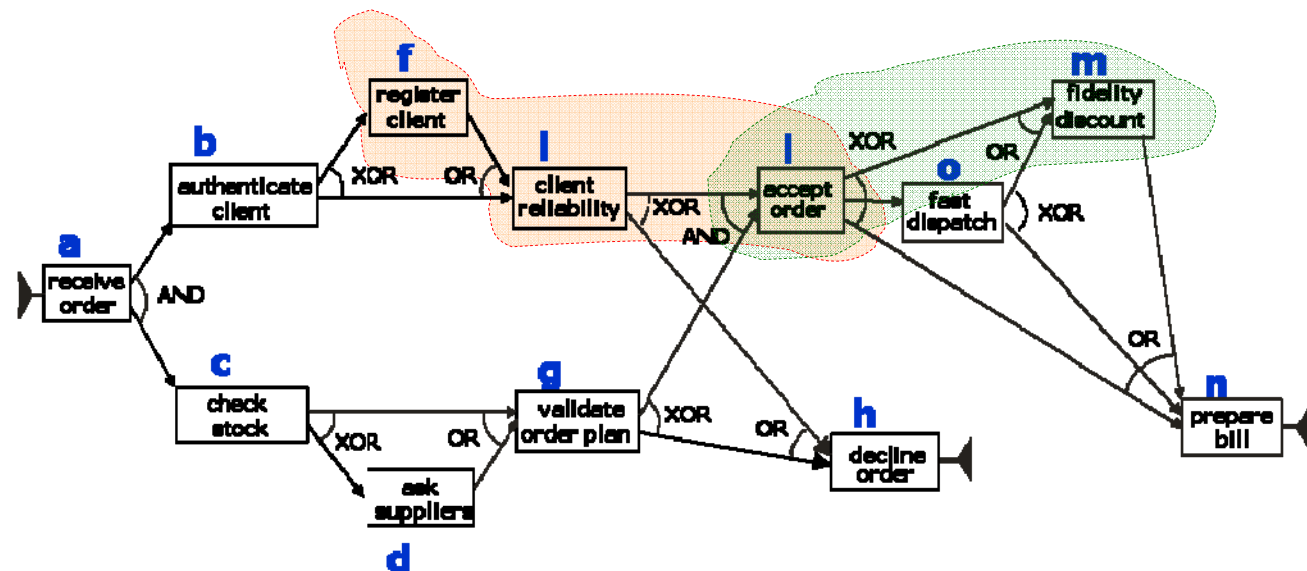 f
register
client
m
fidelity
discount
b
authenticate
client
XOR
OR
l
client
reliability
XOR
AND
l
accept
order
XOR
o
fast
dispatch
OR
XOR
a
receive
order
AND
c
check
stock
XOR
OR
g
validate
order plan
XOR
OR
h
decline
order
OR
n
prepare
bill
ask
suppliers
d